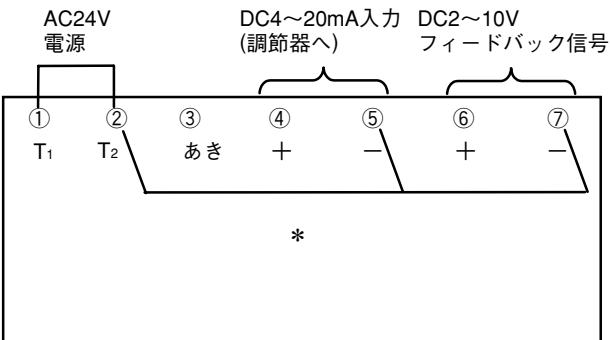 AC24V
電源
DC4～20mA入力
(調節器へ)
DC2～10V
フィードバック信号
① ② ③ ④ ⑤ ⑥ ⑦
T1 T2 あき ＋ － ＋ －
*